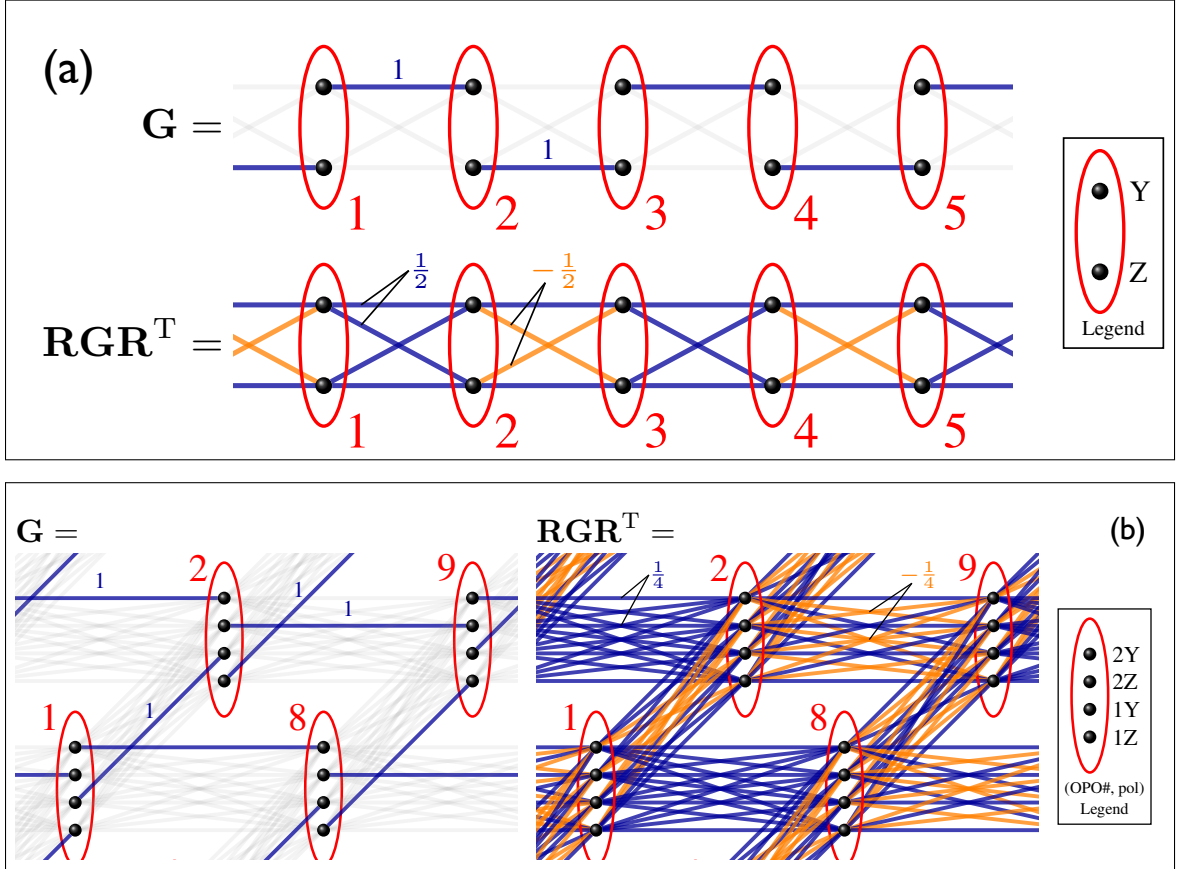 (a)
G =
1
1
1 2 3 4 5
Y
Z
Legend
RGRᵀ =
1/2
−1/2
1 2 3 4 5
G =
RGRᵀ =
(b)
1 2 1 1 9
1 1 8
1/4 2 −1/4 9
1 8
2Y
2Z
1Y
1Z
(OPO#, pol)
Legend